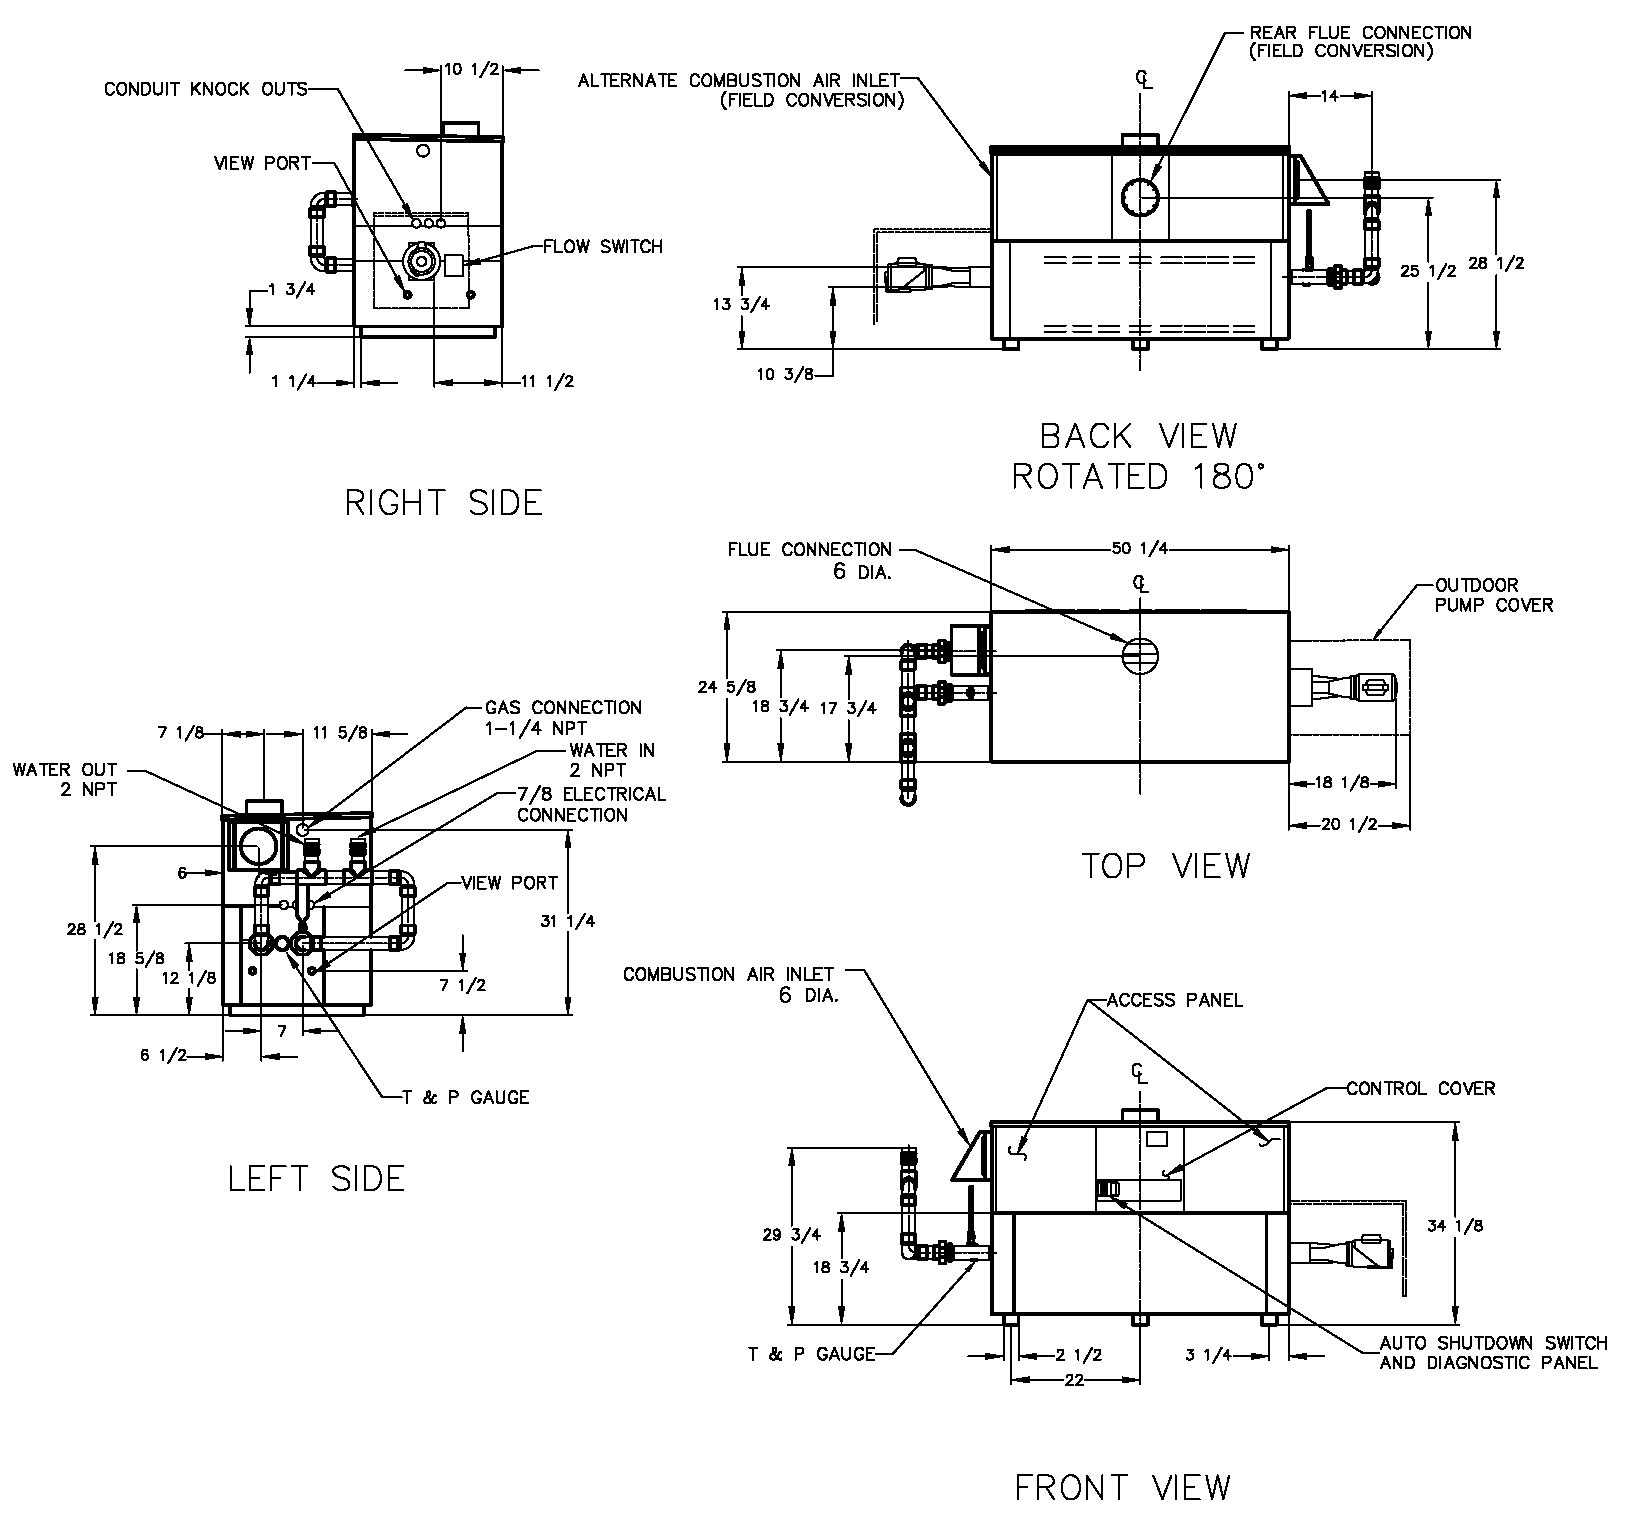 CONDUIT KNOCK OUTS
10 1/2
VIEW PORT
FLOW SWITCH
1 3/4
1 1/4
11 1/2
RIGHT SIDE
REAR FLUE CONNECTION
(FIELD CONVERSION)
ALTERNATE COMBUSTION AIR INLET
(FIELD CONVERSION)
CL
14
13 3/4
10 3/8
25 1/2
28 1/2
BACK VIEW
ROTATED 180°
FLUE CONNECTION
6 DIA.
50 1/4
CL
OUTDOOR
PUMP COVER
24 5/8
18 3/4
17 3/4
18 1/8
20 1/2
TOP VIEW
7 1/8
11 5/8
GAS CONNECTION
1-1/4 NPT
WATER IN
2 NPT
WATER OUT
2 NPT
7/8 ELECTRICAL
CONNECTION
6
VIEW PORT
28 1/2
18 5/8
12 1/8
31 1/4
7 1/2
7
6 1/2
T & P GAUGE
LEFT SIDE
COMBUSTION AIR INLET
6 DIA.
ACCESS PANEL
CL
CONTROL COVER
29 3/4
18 3/4
34 1/8
T & P GAUGE
2 1/2
3 1/4
22
AUTO SHUTDOWN SWITCH
AND DIAGNOSTIC PANEL
FRONT VIEW